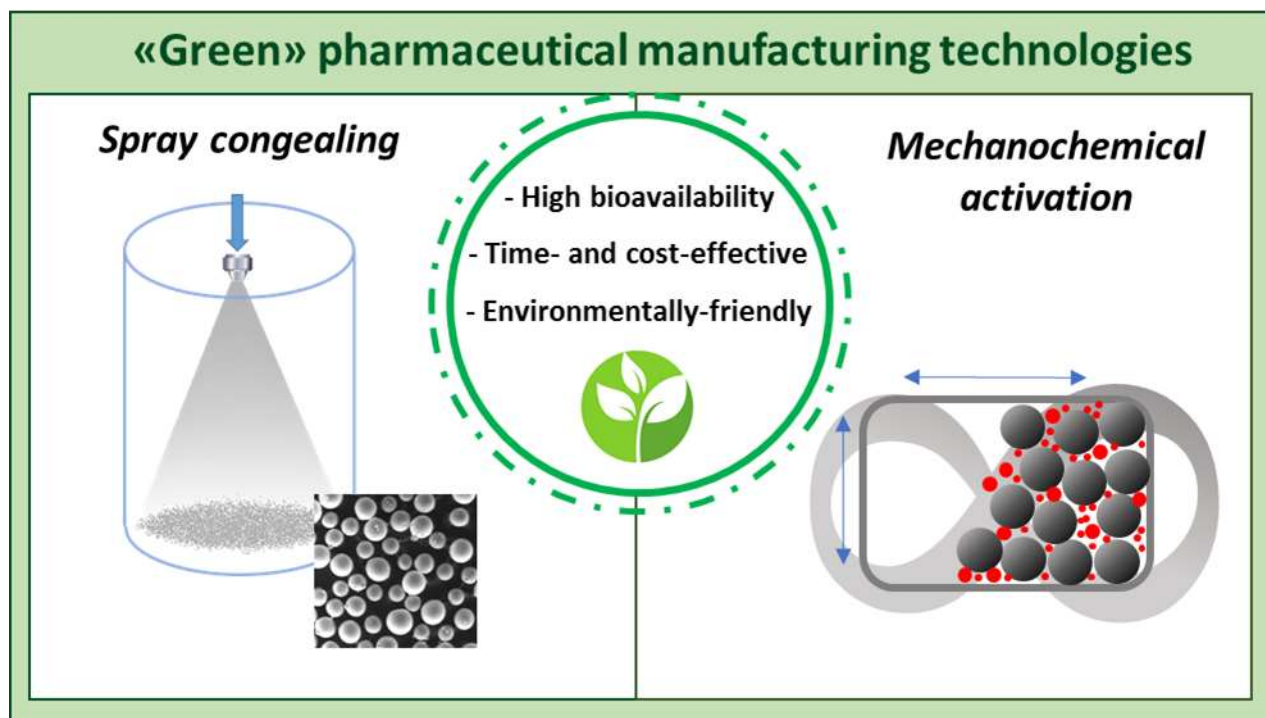 «Green» pharmaceutical manufacturing technologies
Spray congealing
- High bioavailability
- Time- and cost-effective
- Environmentally-friendly
Mechanochemical
activation